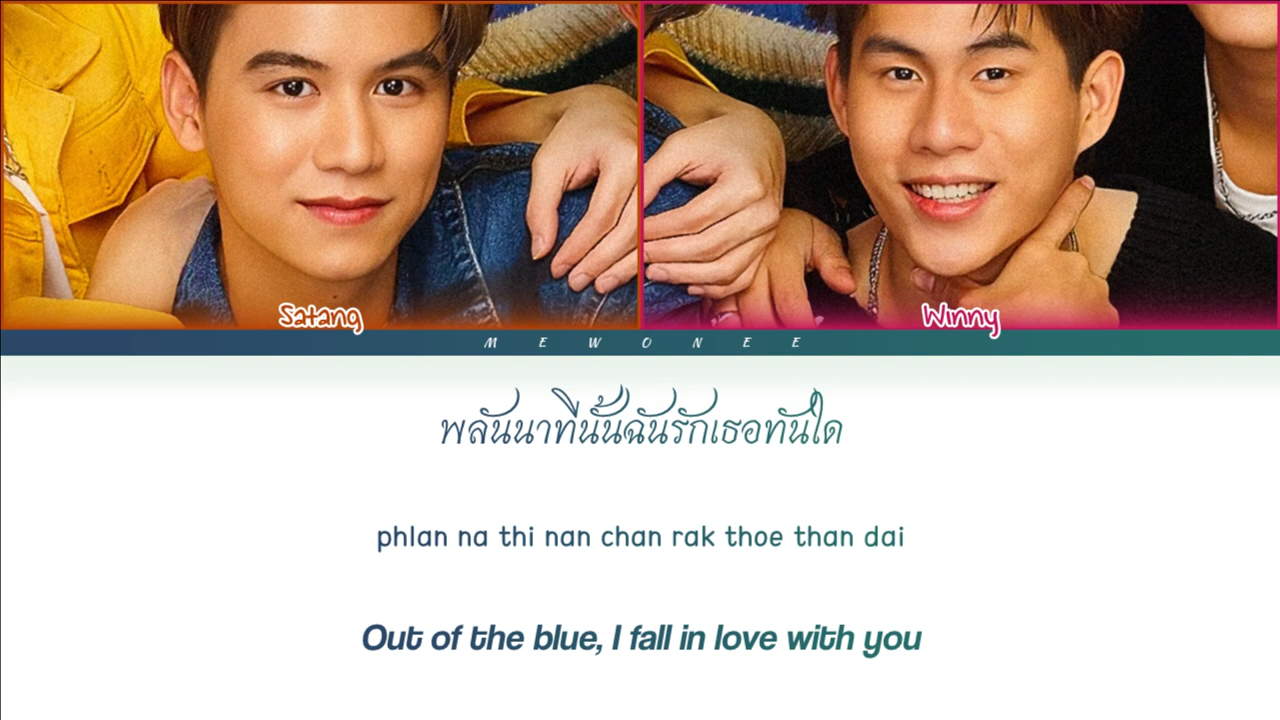 Satang
Winny
MEWONEE
พลันนาทีนั้นฉันรักเธอทันใด
phlan na thi nan chan rak thoe than dai
Out of the blue, I fall in love with you